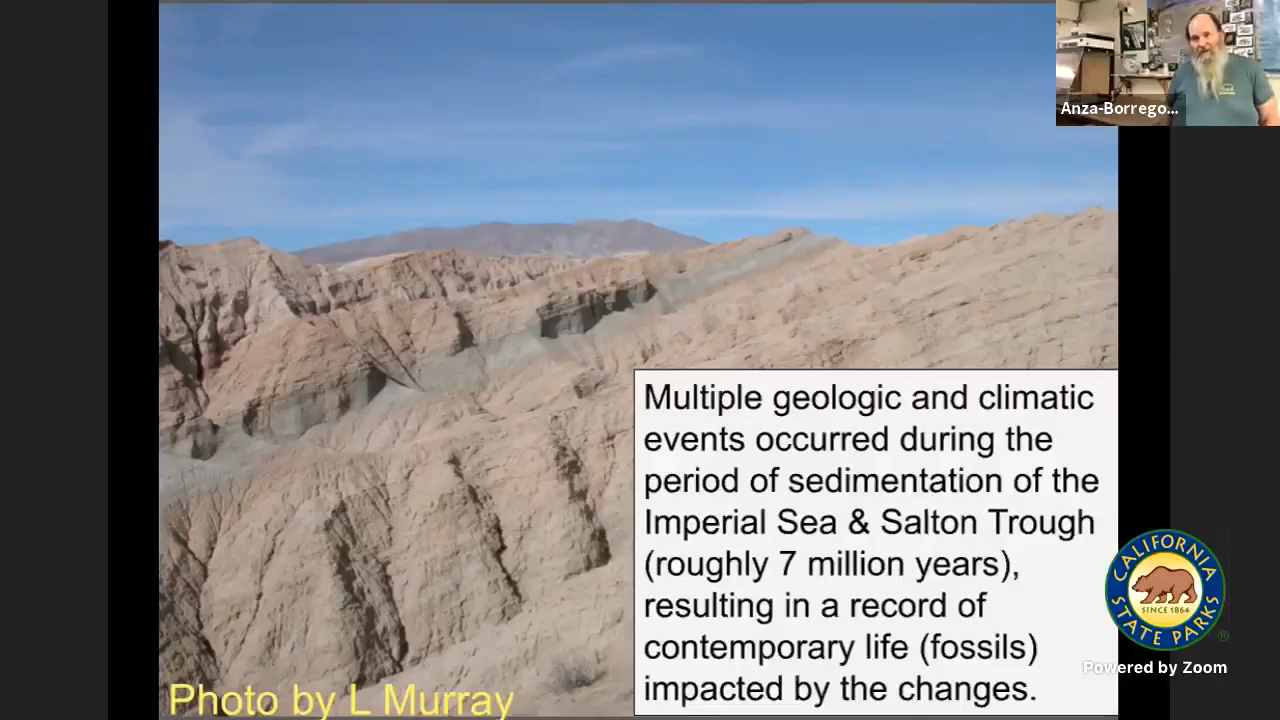 Anza-Borrego...
Multiple geologic and climatic
events occurred during the
period of sedimentation of the
Imperial Sea & Salton Trough
(roughly 7 million years),
resulting in a record of
contemporary life (fossils)
impacted by the changes.
CALIFORNIA
SINCE 1864
STATE PARKS
®
Powered by Zoom
Photo by L Murray